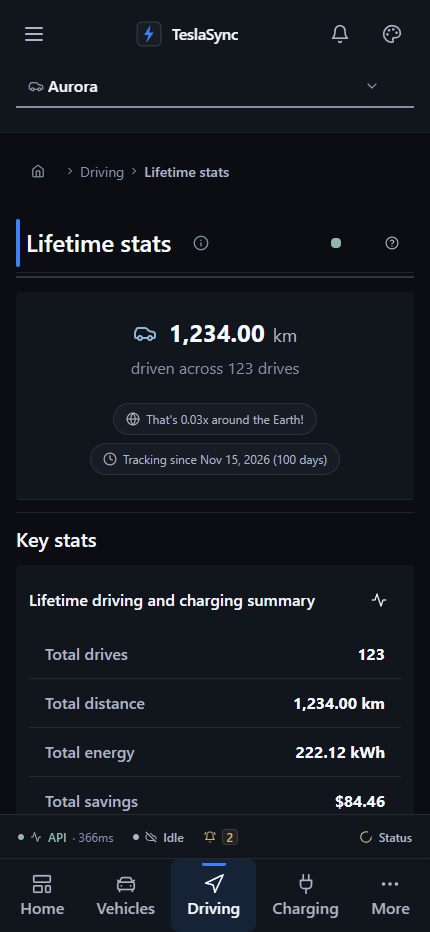 TeslaSync
Aurora
Driving
Lifetime stats
Lifetime stats
1,234.00 km
driven across 123 drives
That's 0.03x around the Earth!
Tracking since Nov 15, 2026 (100 days)
Key stats
Lifetime driving and charging summary
Total drives 123
Total distance 1,234.00 km
Total energy 222.12 kWh
Total savings $84.46
API · 366ms Idle 2 Status
Home Vehicles Driving Charging More